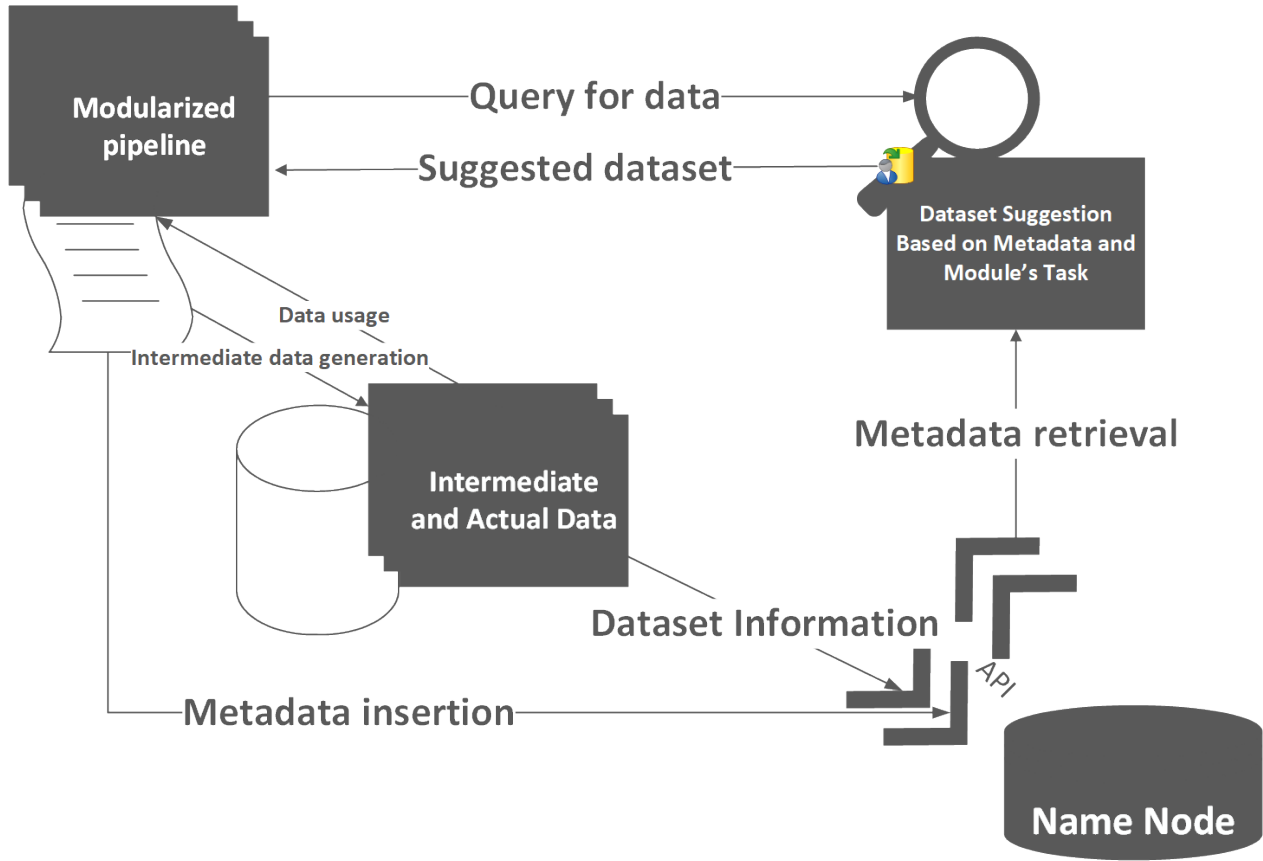 Modularized
pipeline
Query for data
Suggested dataset
Dataset Suggestion
Based on Metadata and
Module's Task
Data usage
Intermediate data generation
Intermediate
and Actual Data
Metadata retrieval
Dataset Information
API
Metadata insertion
Name Node